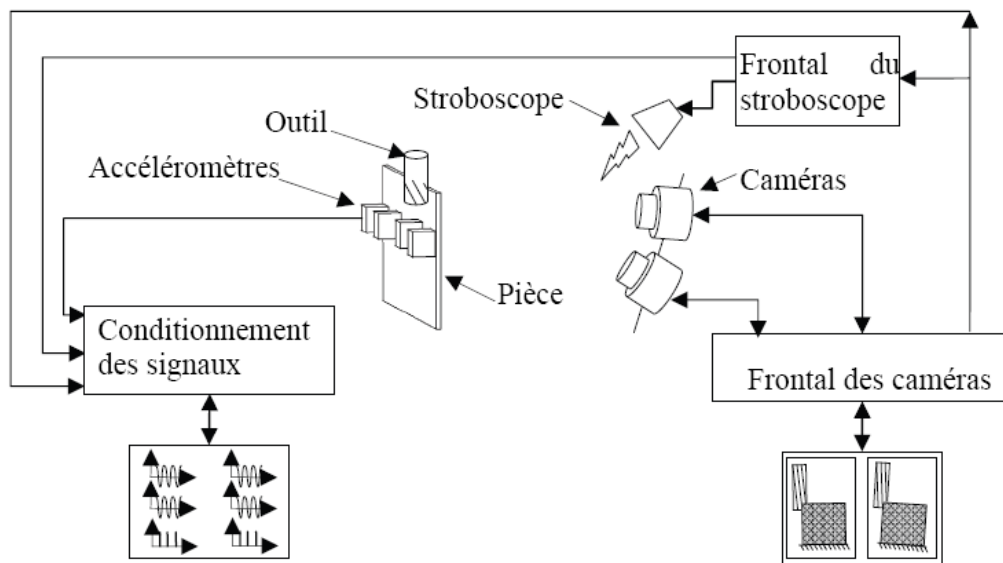 Frontal du
stroboscope
Stroboscope
Outil
Accéléromètres
Caméras
Pièce
Conditionnement
des signaux
Frontal des caméras